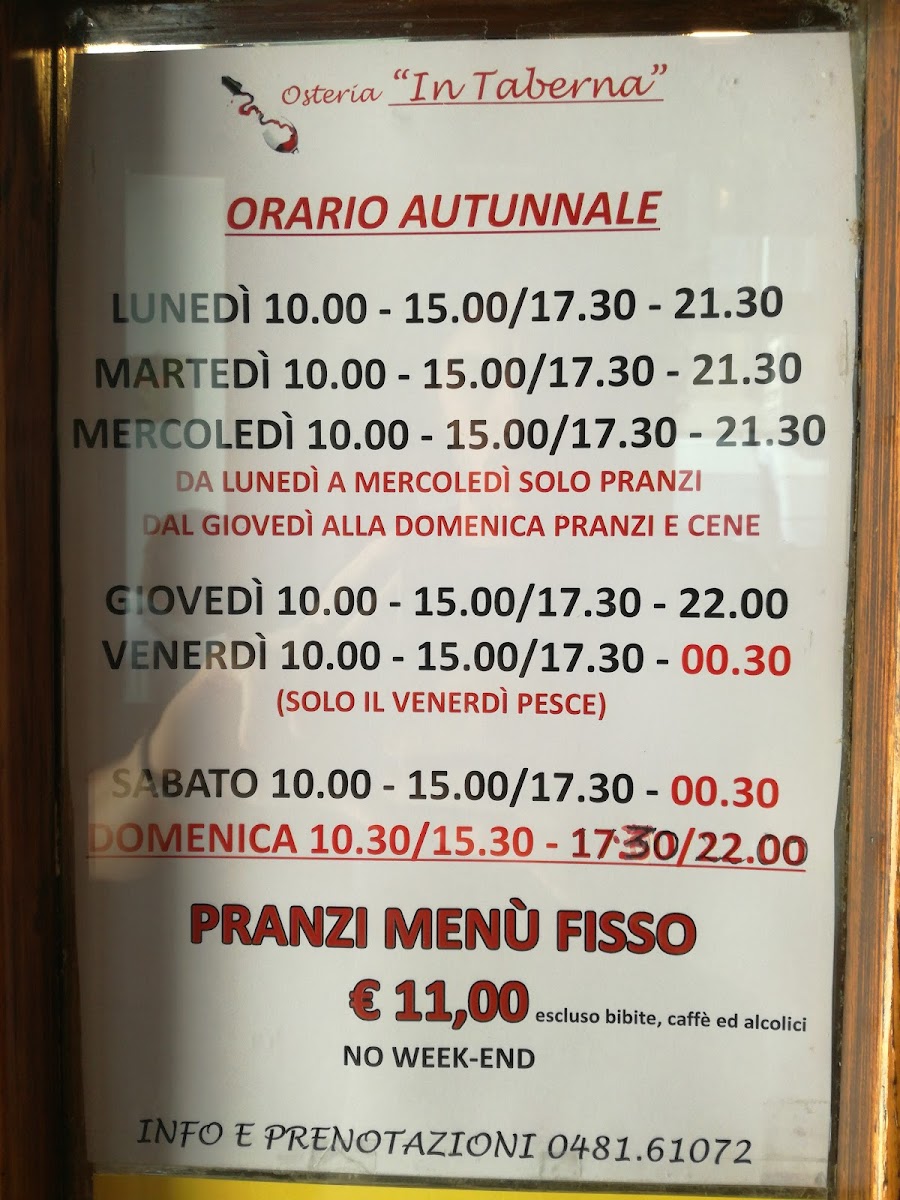 Osteria "In Taberna"
ORARIO AUTUNNALE
LUNEDÌ 10.00 - 15.00/17.30 - 21.30
MARTEDÌ 10.00 - 15.00/17.30 - 21.30
MERCOLEDÌ 10.00 - 15.00/17.30 - 21.30
DA LUNEDÌ A MERCOLEDÌ SOLO PRANZI
DAL GIOVEDÌ ALLA DOMENICA PRANZI E CENE
GIOVEDÌ 10.00 - 15.00/17.30 - 22.00
VENERDÌ 10.00 - 15.00/17.30 - 00.30
(SOLO IL VENERDÌ PESCE)
SABATO 10.00 - 15.00/17.30 - 00.30
DOMENICA 10.30/15.30 - 17.30/22.00
PRANZI MENÙ FISSO
€ 11,00 escluso bibite, caffè ed alcolici
NO WEEK-END
INFO E PRENOTAZIONI 0481.61072